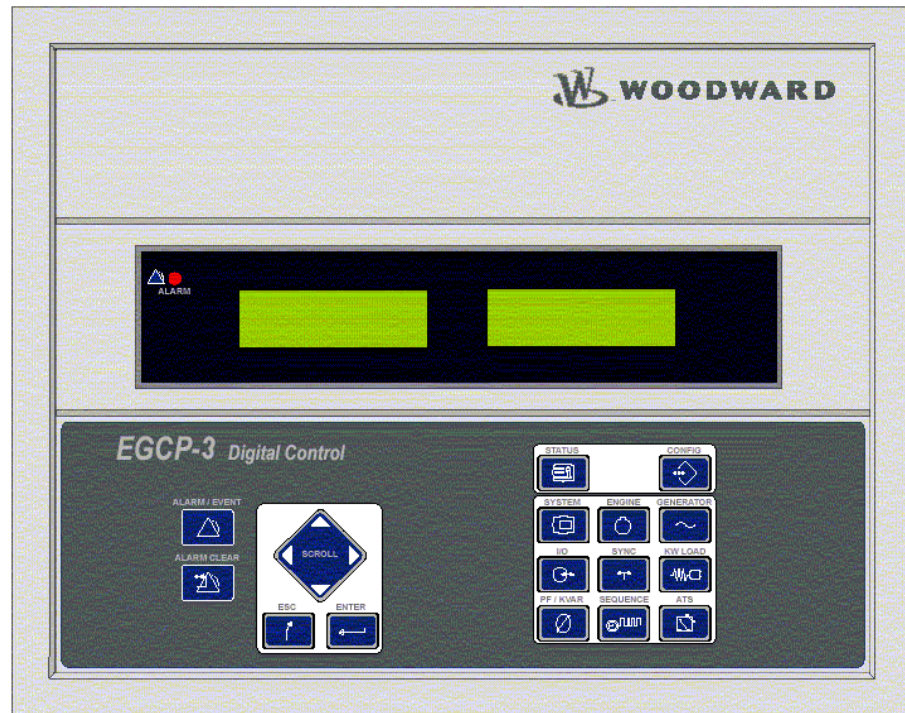 WOODWARD
ALARM
EGCP-3 Digital Control
STATUS
CONFIG
ALARM / EVENT
SYSTEM
ENGINE
GENERATOR
ALARM CLEAR
SCROLL
I/O
SYNC
KW LOAD
ESC
ENTER
PF / KVAR
SEQUENCE
ATS